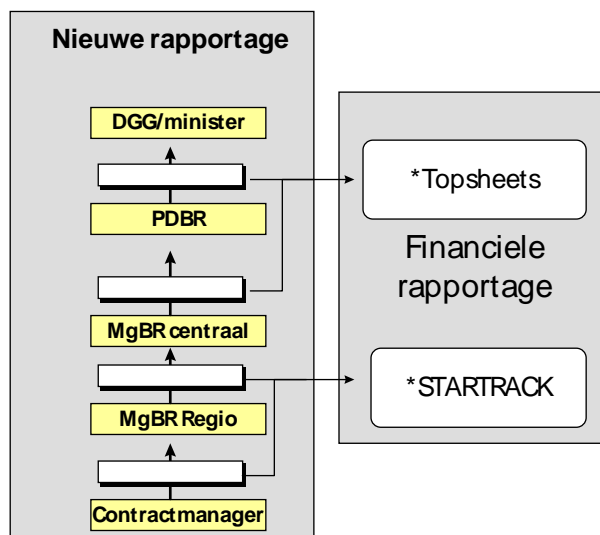 Nieuwe rapportage
DGG/minister
PDBR
MgBR centraal
MgBR Regio
Contractmanager
*Topsheets
Financiele
rapportage
*STARTRACK